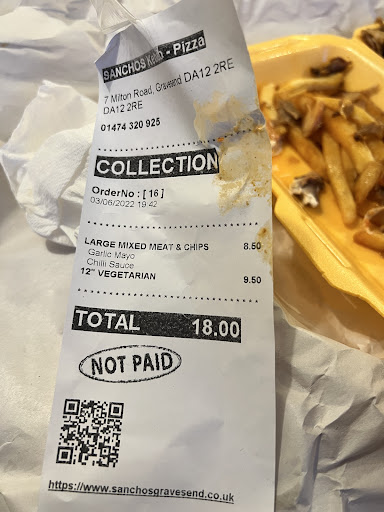 SANCHOS Kebab - Pizza
7 Milton Road, Gravesend DA12 2RE
DA12 2RE
01474 320 925
COLLECTION
OrderNo : [ 16 ]
03/06/2022 19:42
LARGE MIXED MEAT & CHIPS 8.50
Garlic Mayo
Chilli Sauce
12" VEGETARIAN 9.50
TOTAL 18.00
NOT PAID
https://www.sanchosgravesend.co.uk